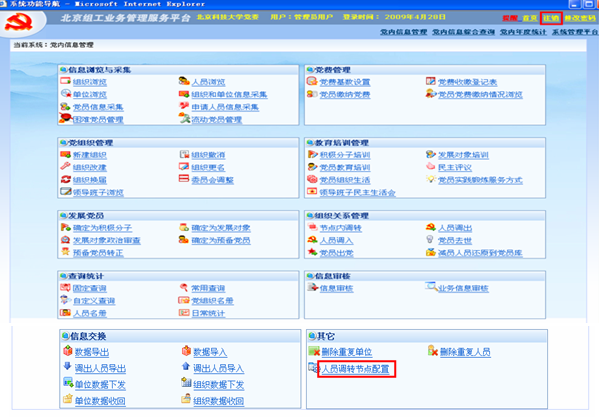 系统功能导航 - Microsoft Internet Explorer
北京组工业务管理服务平台 北京科技大学党委 用户：管理员用户 登录时间： 2009年4月20日 提醒 首页 注销 修改密码
党内信息管理 党内信息综合查询 党内年度统计 系统管理平台
当前系统：党内信息管理
信息浏览与采集
组织浏览 人员浏览
单位浏览 组织和单位信息采集
党员信息采集 申请人员信息采集
困难党员管理 流动党员管理
党费管理
党费基数设置 党费收缴登记表
党员缴纳党费 党员党费缴纳情况浏览
党组织管理
新建组织 组织撤消
组织改建 组织更名
组织换届 委员会调整
领导班子浏览
教育培训管理
积极分子培训 发展对象培训
党员教育培训 民主评议
党员组织生活 党员实践锻炼服务方式
领导班子民主生活会
发展党员
确定为积极分子 确定为发展对象
发展对象政治审查 确定为预备党员
预备党员转正
组织关系管理
节点内调转 人员调出
人员调入 党员去世
党员出党 减员人员还原到党员库
查询统计
固定查询 常用查询
自定义查询 党组织名册
人员名册 日常统计
信息审核
信息审核 业务信息审核
信息交换
数据导出 数据导入
调出人员导出 调入人员导入
单位数据下发 组织数据下发
单位数据收回 组织数据收回
其它
删除重复单位 删除重复人员
人员调转节点配置